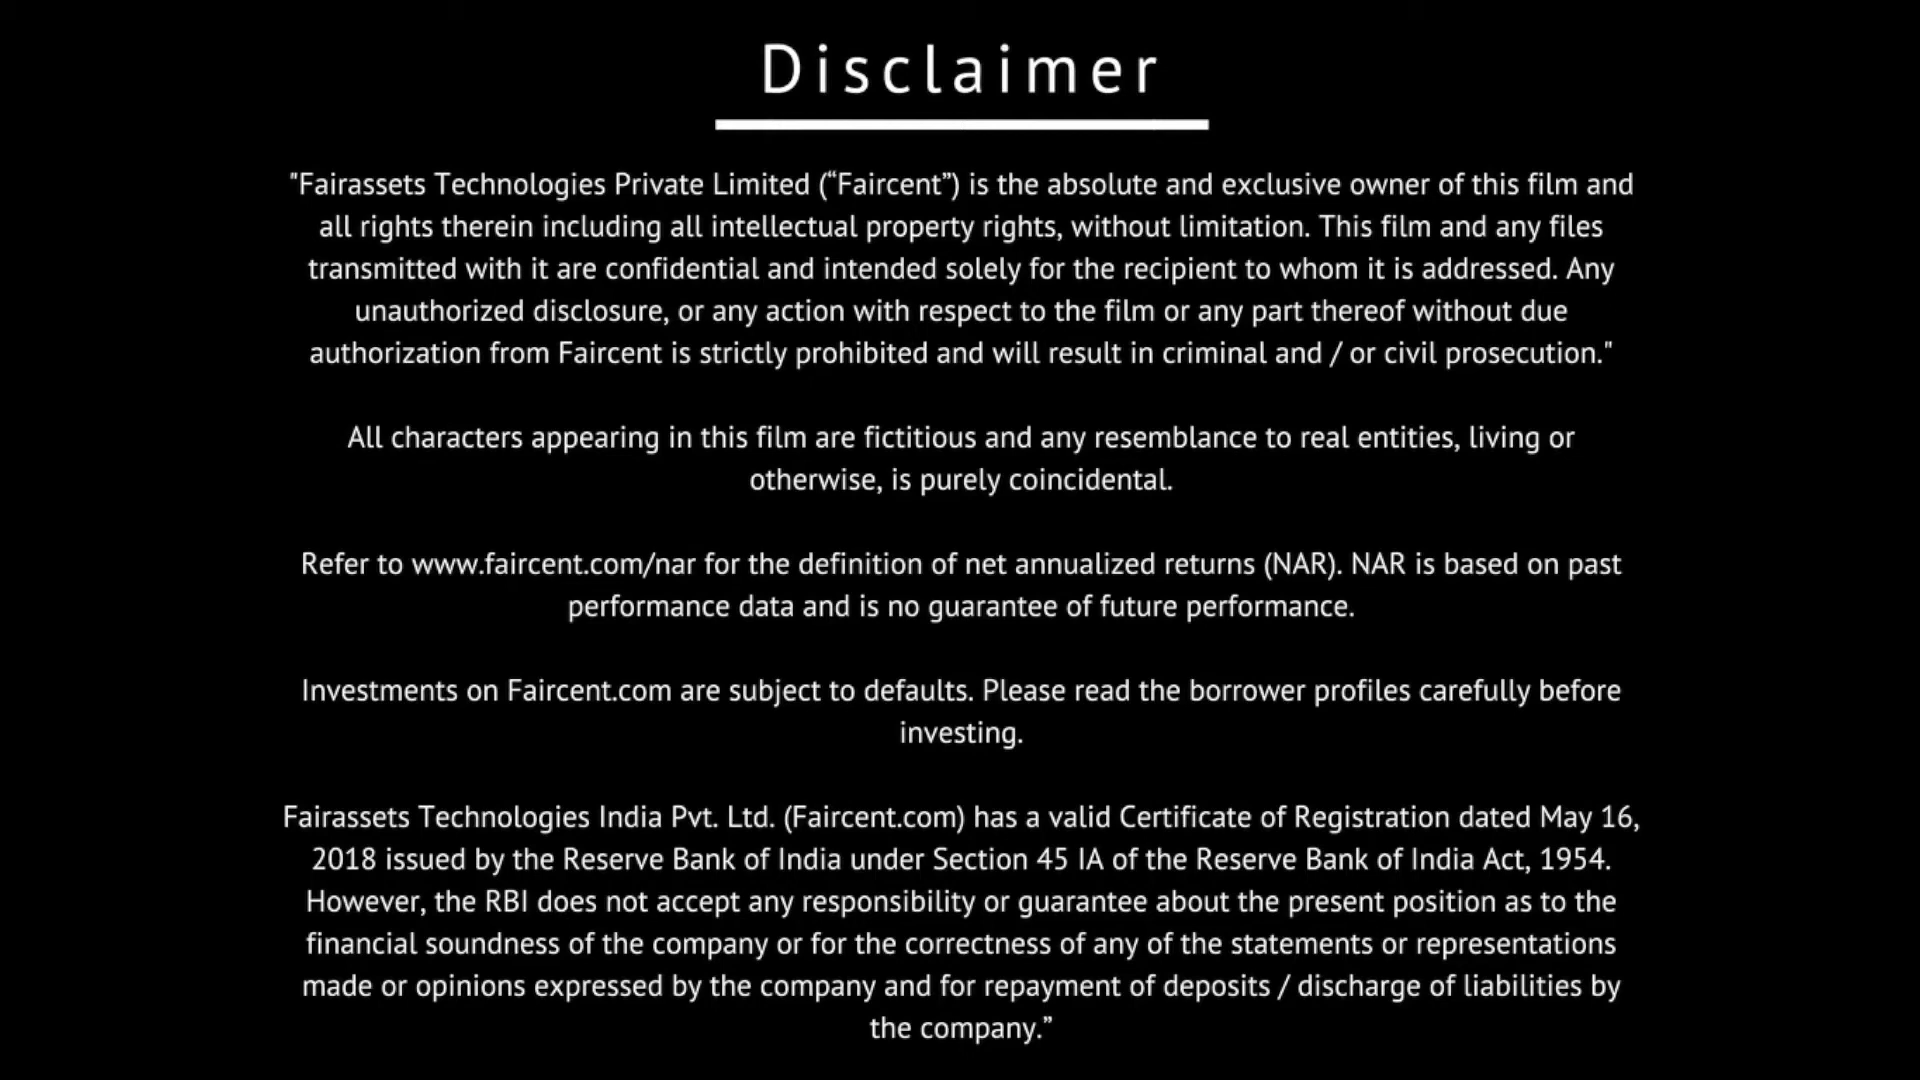 Disclaimer
"Fairassets Technologies Private Limited (“Faircent”) is the absolute and exclusive owner of this film and
all rights therein including all intellectual property rights, without limitation. This film and any files
transmitted with it are confidential and intended solely for the recipient to whom it is addressed. Any
unauthorized disclosure, or any action with respect to the film or any part thereof without due
authorization from Faircent is strictly prohibited and will result in criminal and / or civil prosecution."
All characters appearing in this film are fictitious and any resemblance to real entities, living or
otherwise, is purely coincidental.
Refer to www.faircent.com/nar for the definition of net annualized returns (NAR). NAR is based on past
performance data and is no guarantee of future performance.
Investments on Faircent.com are subject to defaults. Please read the borrower profiles carefully before
investing.
Fairassets Technologies India Pvt. Ltd. (Faircent.com) has a valid Certificate of Registration dated May 16,
2018 issued by the Reserve Bank of India under Section 45 IA of the Reserve Bank of India Act, 1954.
However, the RBI does not accept any responsibility or guarantee about the present position as to the
financial soundness of the company or for the correctness of any of the statements or representations
made or opinions expressed by the company and for repayment of deposits / discharge of liabilities by
the company.”